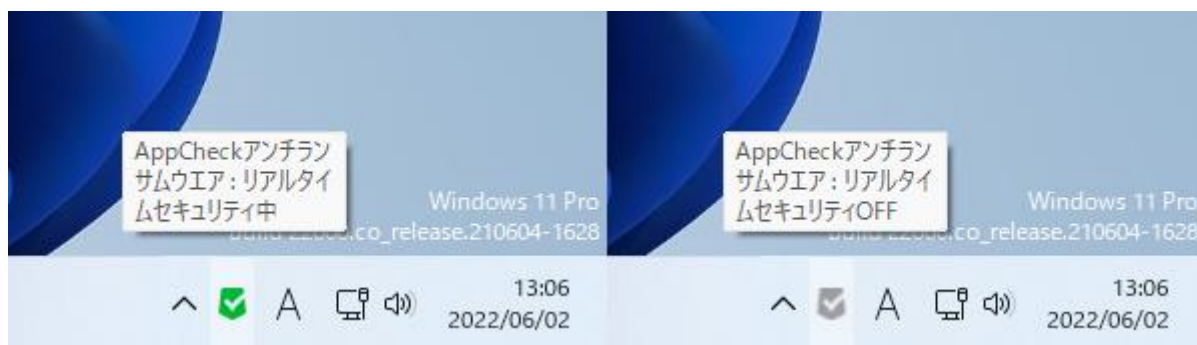 AppCheckアンチラン
サムウエア：リアルタイ
ムセキュリティ中
Windows 11 Pro
co_release.210604-1628
A
13:06
2022/06/02
AppCheckアンチラン
サムウエア：リアルタイ
ムセキュリティOFF
Windows 11 Pro
co_release.210604-1628
A
13:06
2022/06/02